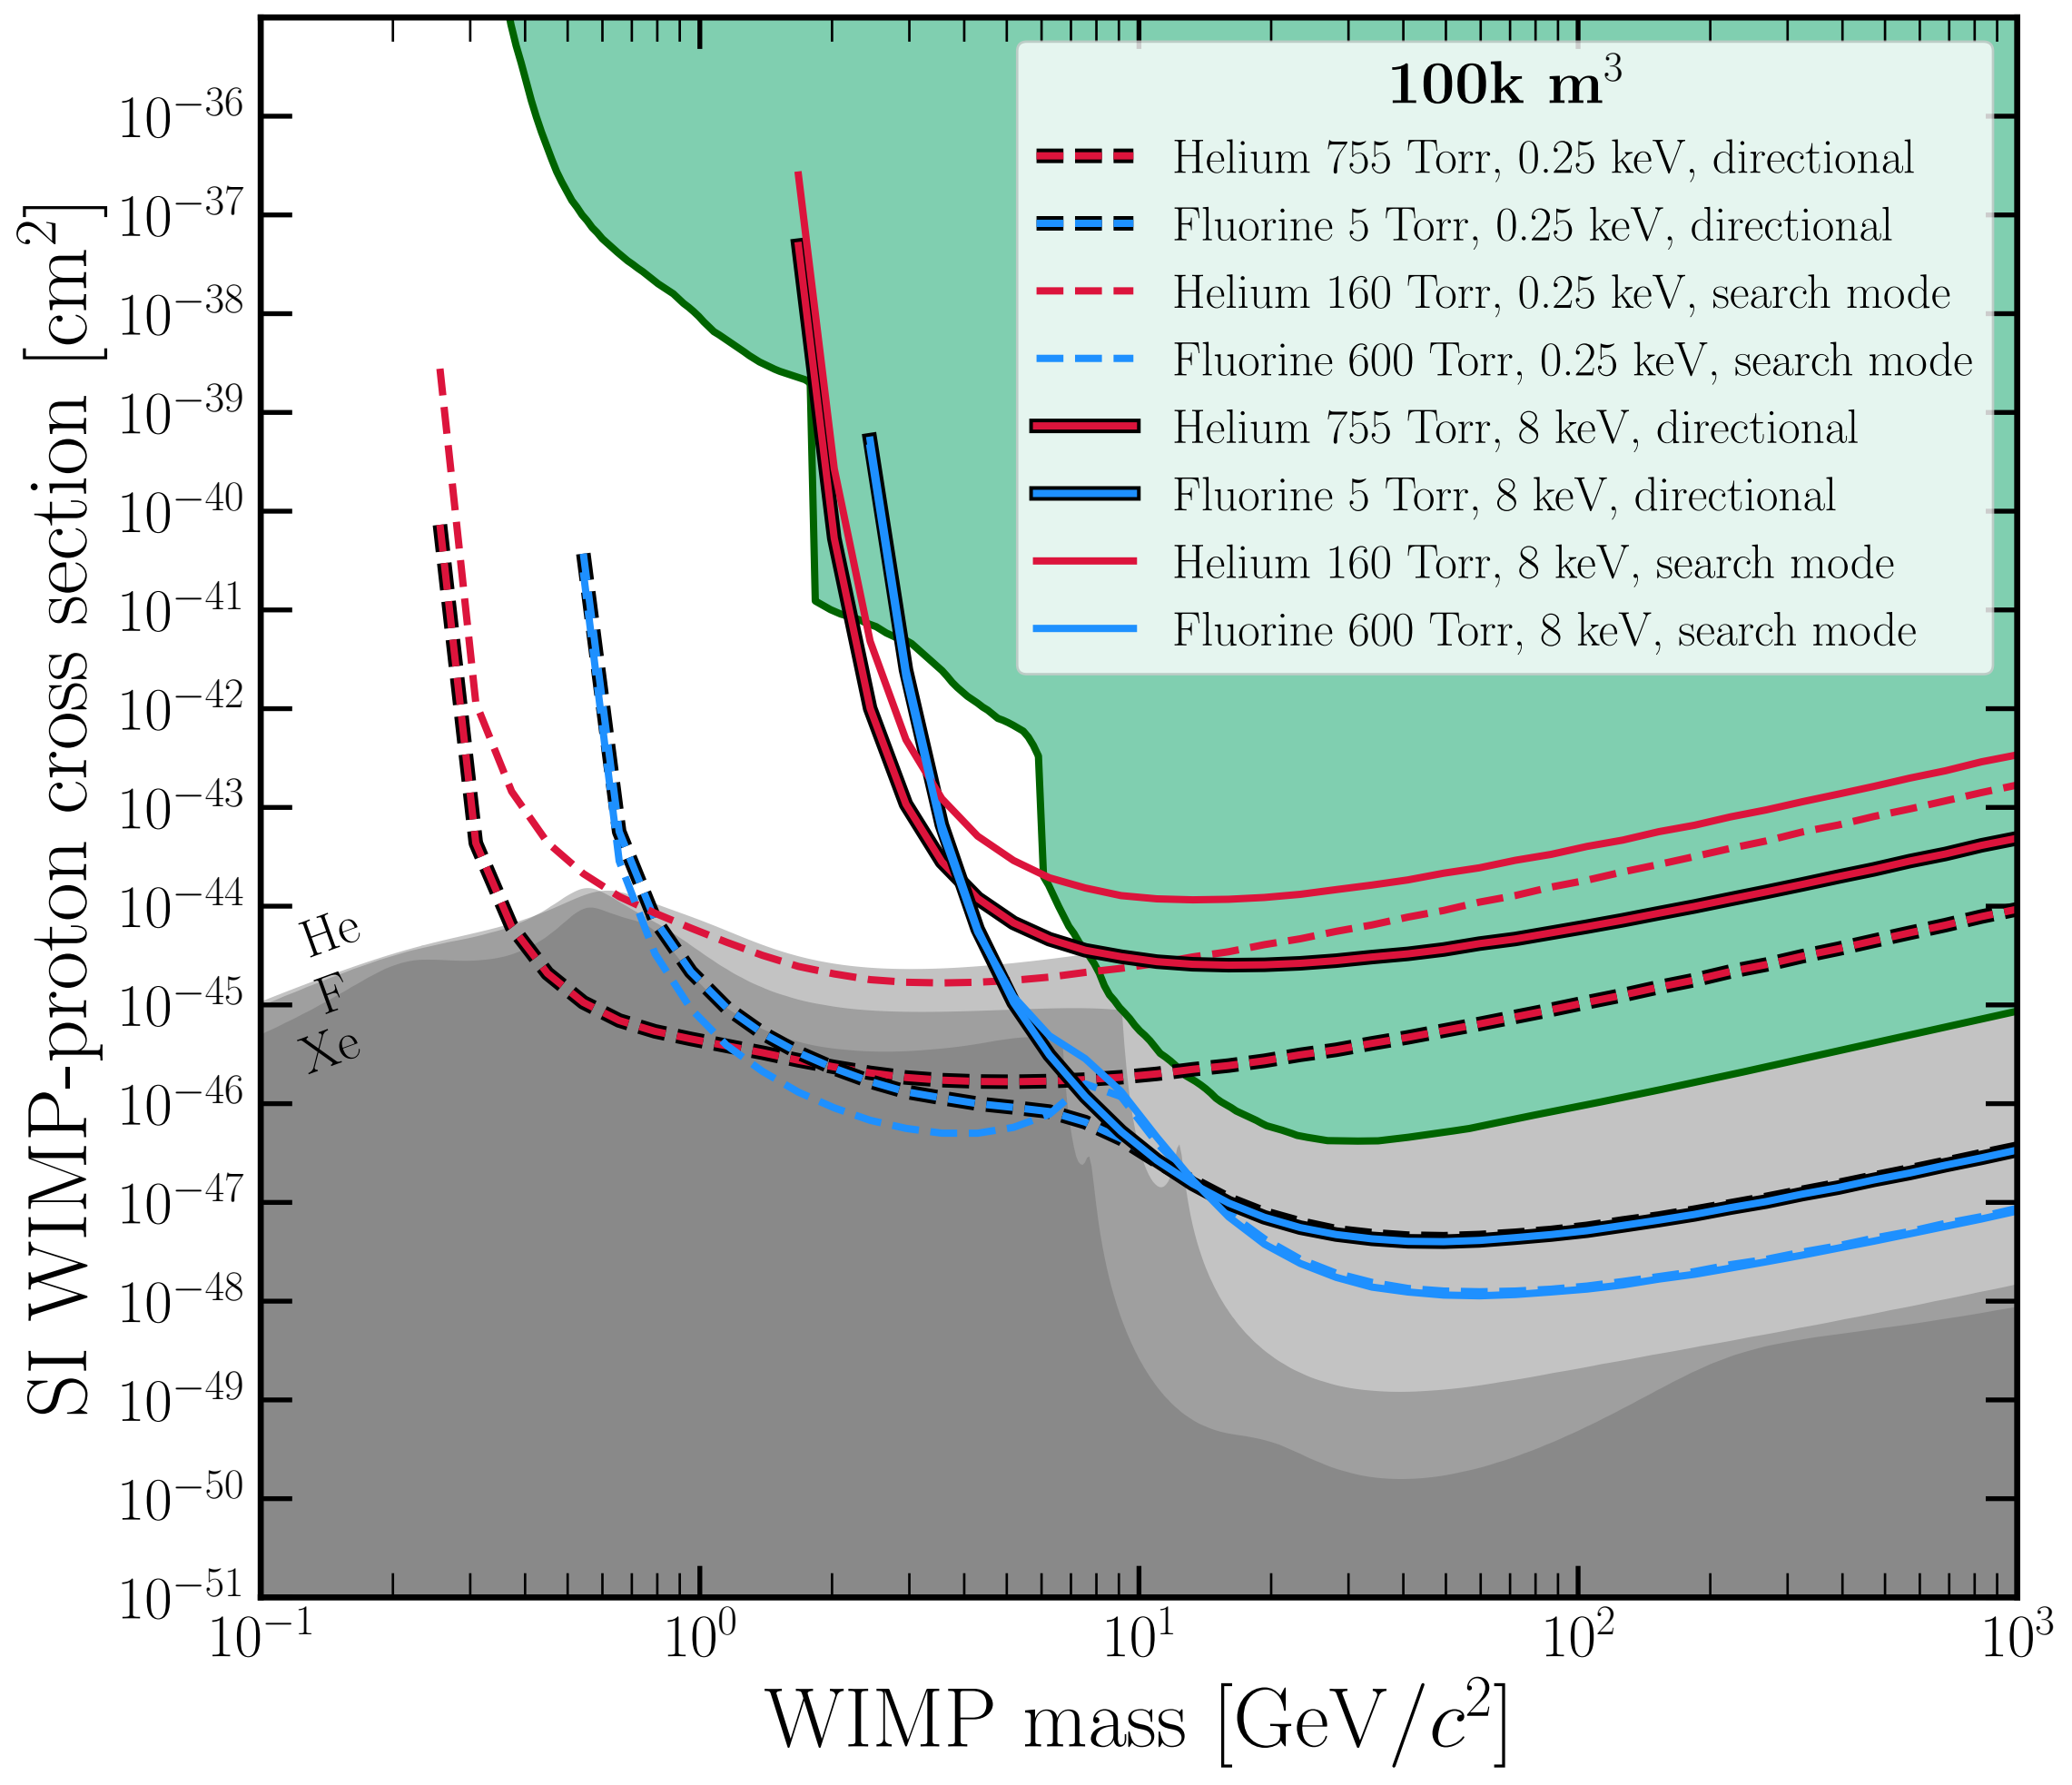 100k m³
Helium 755 Torr, 0.25 keV, directional
Fluorine 5 Torr, 0.25 keV, directional
Helium 160 Torr, 0.25 keV, search mode
Fluorine 600 Torr, 0.25 keV, search mode
Helium 755 Torr, 8 keV, directional
Fluorine 5 Torr, 8 keV, directional
Helium 160 Torr, 8 keV, search mode
Fluorine 600 Torr, 8 keV, search mode
SI WIMP-proton cross section [cm²]
10⁻³⁶
10⁻³⁷
10⁻³⁸
10⁻³⁹
10⁻⁴⁰
10⁻⁴¹
10⁻⁴²
10⁻⁴³
10⁻⁴⁴
10⁻⁴⁵
10⁻⁴⁶
10⁻⁴⁷
10⁻⁴⁸
10⁻⁴⁹
10⁻⁵⁰
10⁻⁵¹
He
F
Xe
10⁻¹ 10⁰ 10¹ 10² 10³
WIMP mass [GeV/c²]